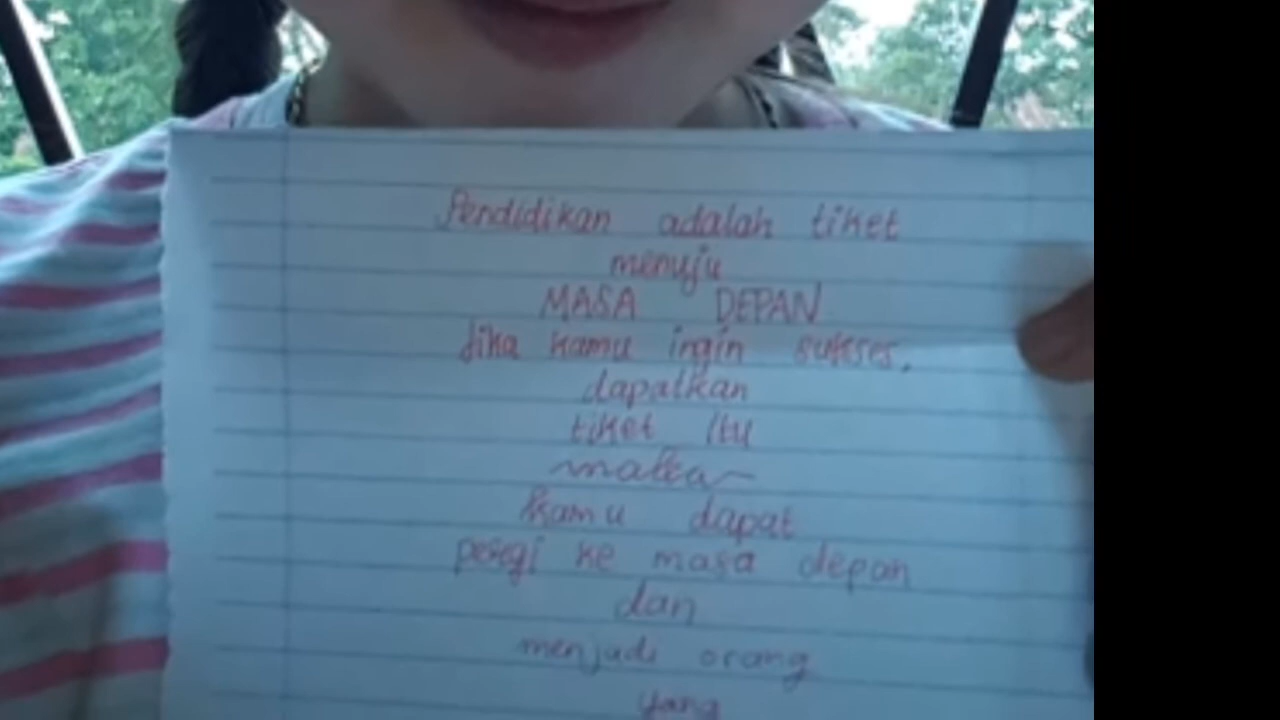 Pendidikan adalah tiket
menuju
MASA DEPAN
Jika kamu ingin sukses,
dapatkan
tiket itu
maka
kamu dapat
pergi ke masa depan
dan
menjadi orang
yang